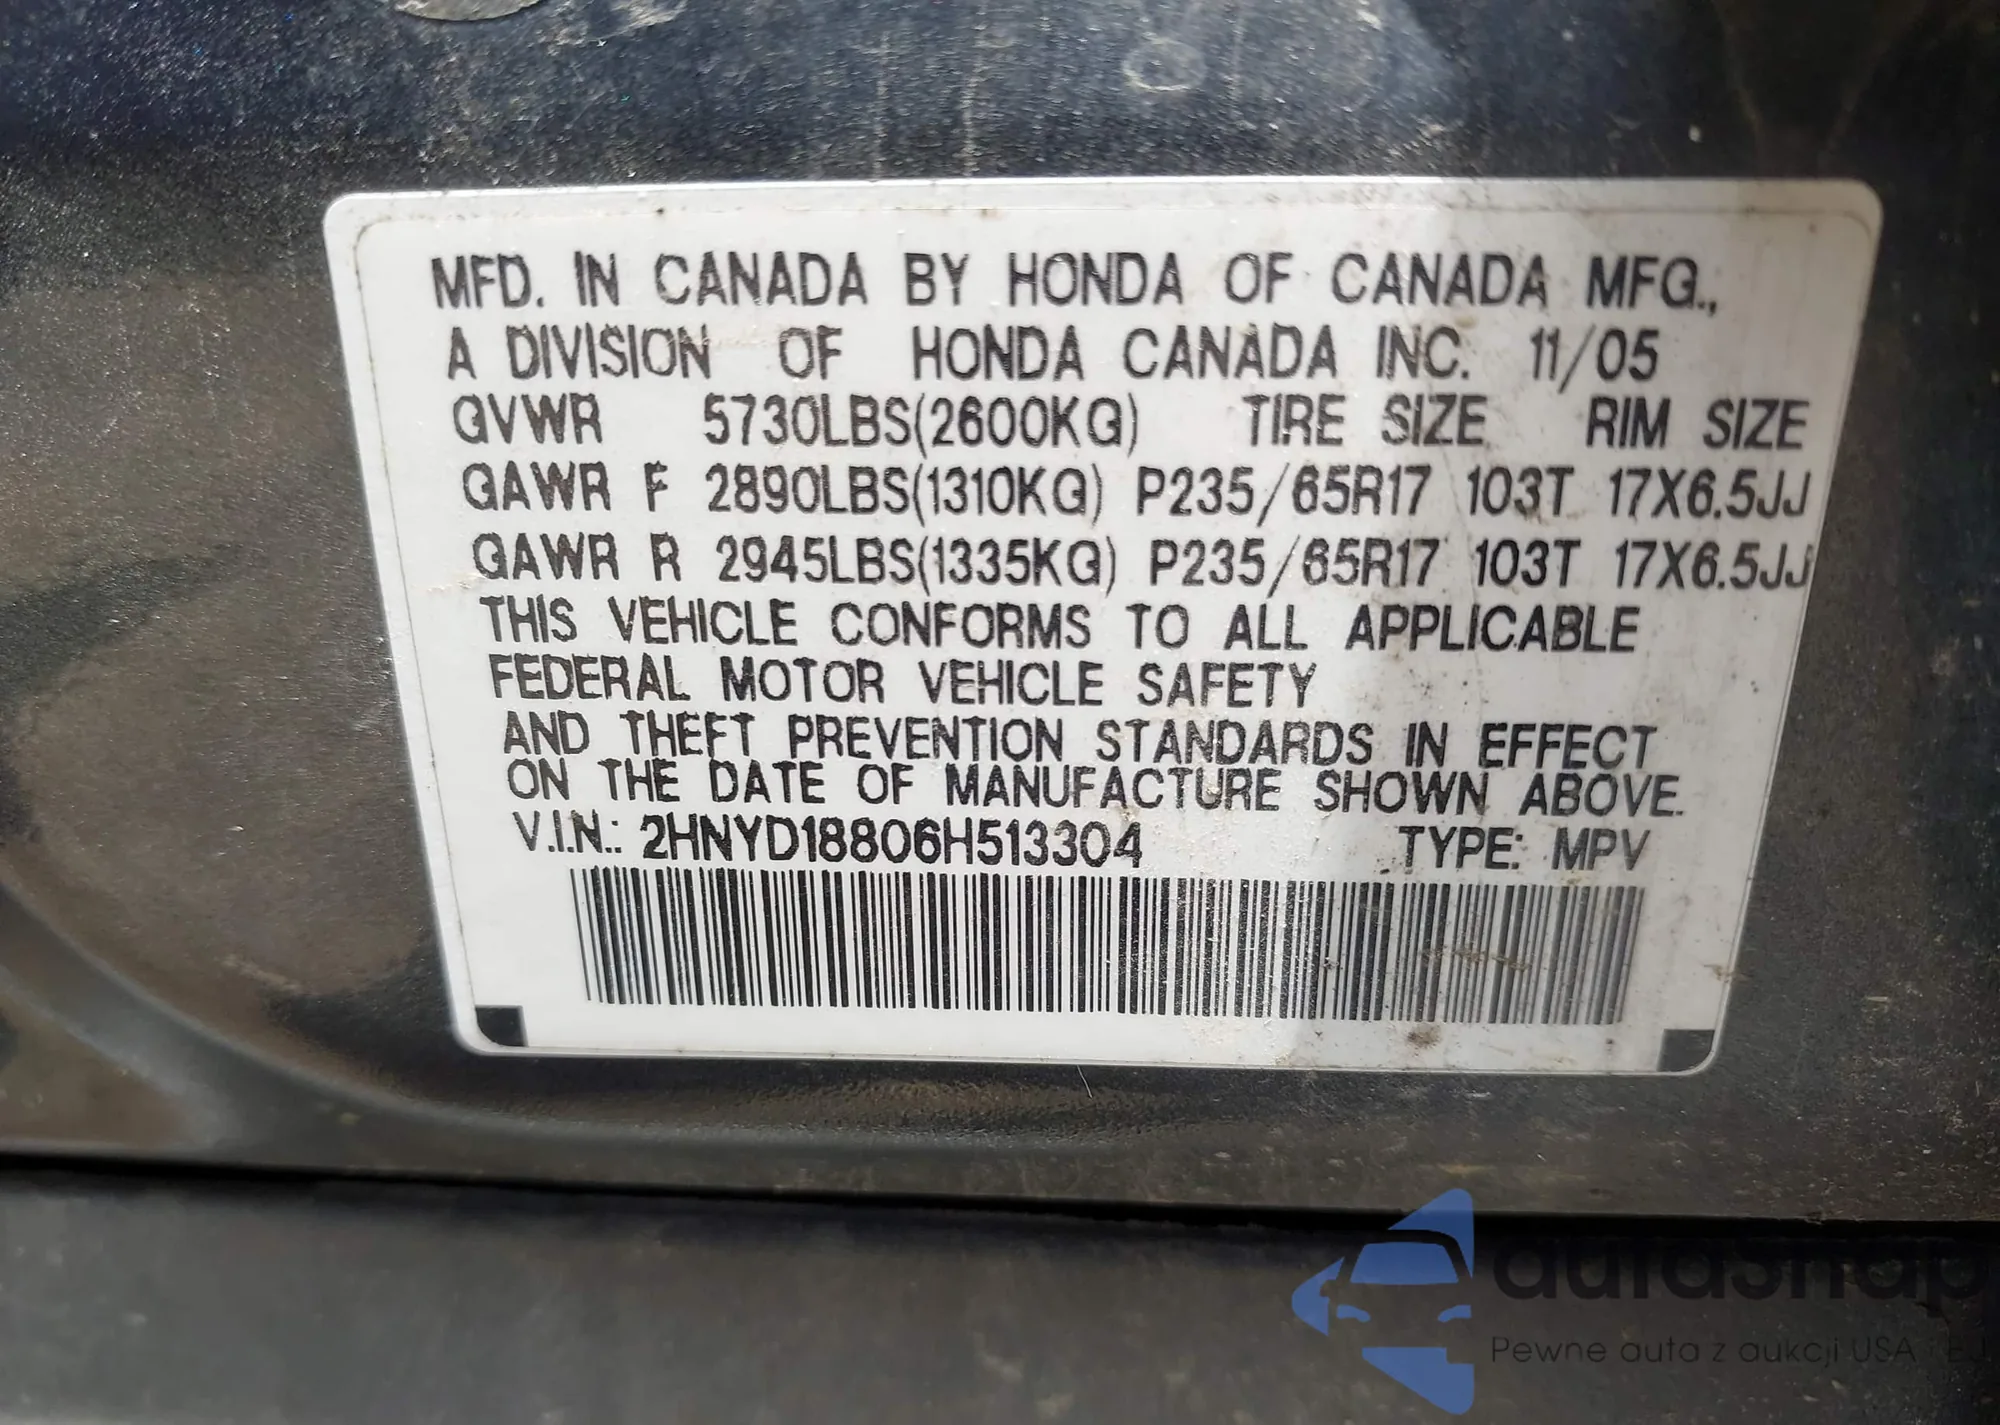 MFD. IN CANADA BY HONDA OF CANADA MFG.,
A DIVISION OF HONDA CANADA INC. 11/05
GVWR 5730LBS(2600KG) TIRE SIZE RIM SIZE
GAWR F 2890LBS(1310KG) P235/65R17 103T 17X6.5JJ
GAWR R 2945LBS(1335KG) P235/65R17 103T 17X6.5JJ
THIS VEHICLE CONFORMS TO ALL APPLICABLE
FEDERAL MOTOR VEHICLE SAFETY
AND THEFT PREVENTION STANDARDS IN EFFECT
ON THE DATE OF MANUFACTURE SHOWN ABOVE.
V.I.N.: 2HNYD18806H513304 TYPE: MPV
autasnap
Pewne auta z aukcji USA i EU